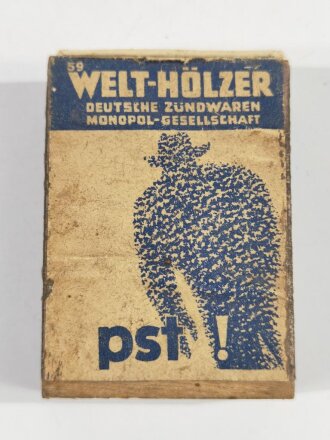 59
WELT-HÖLZER
DEUTSCHE ZÜNDWAREN
MONOPOL-GESELLSCHAFT
pst !